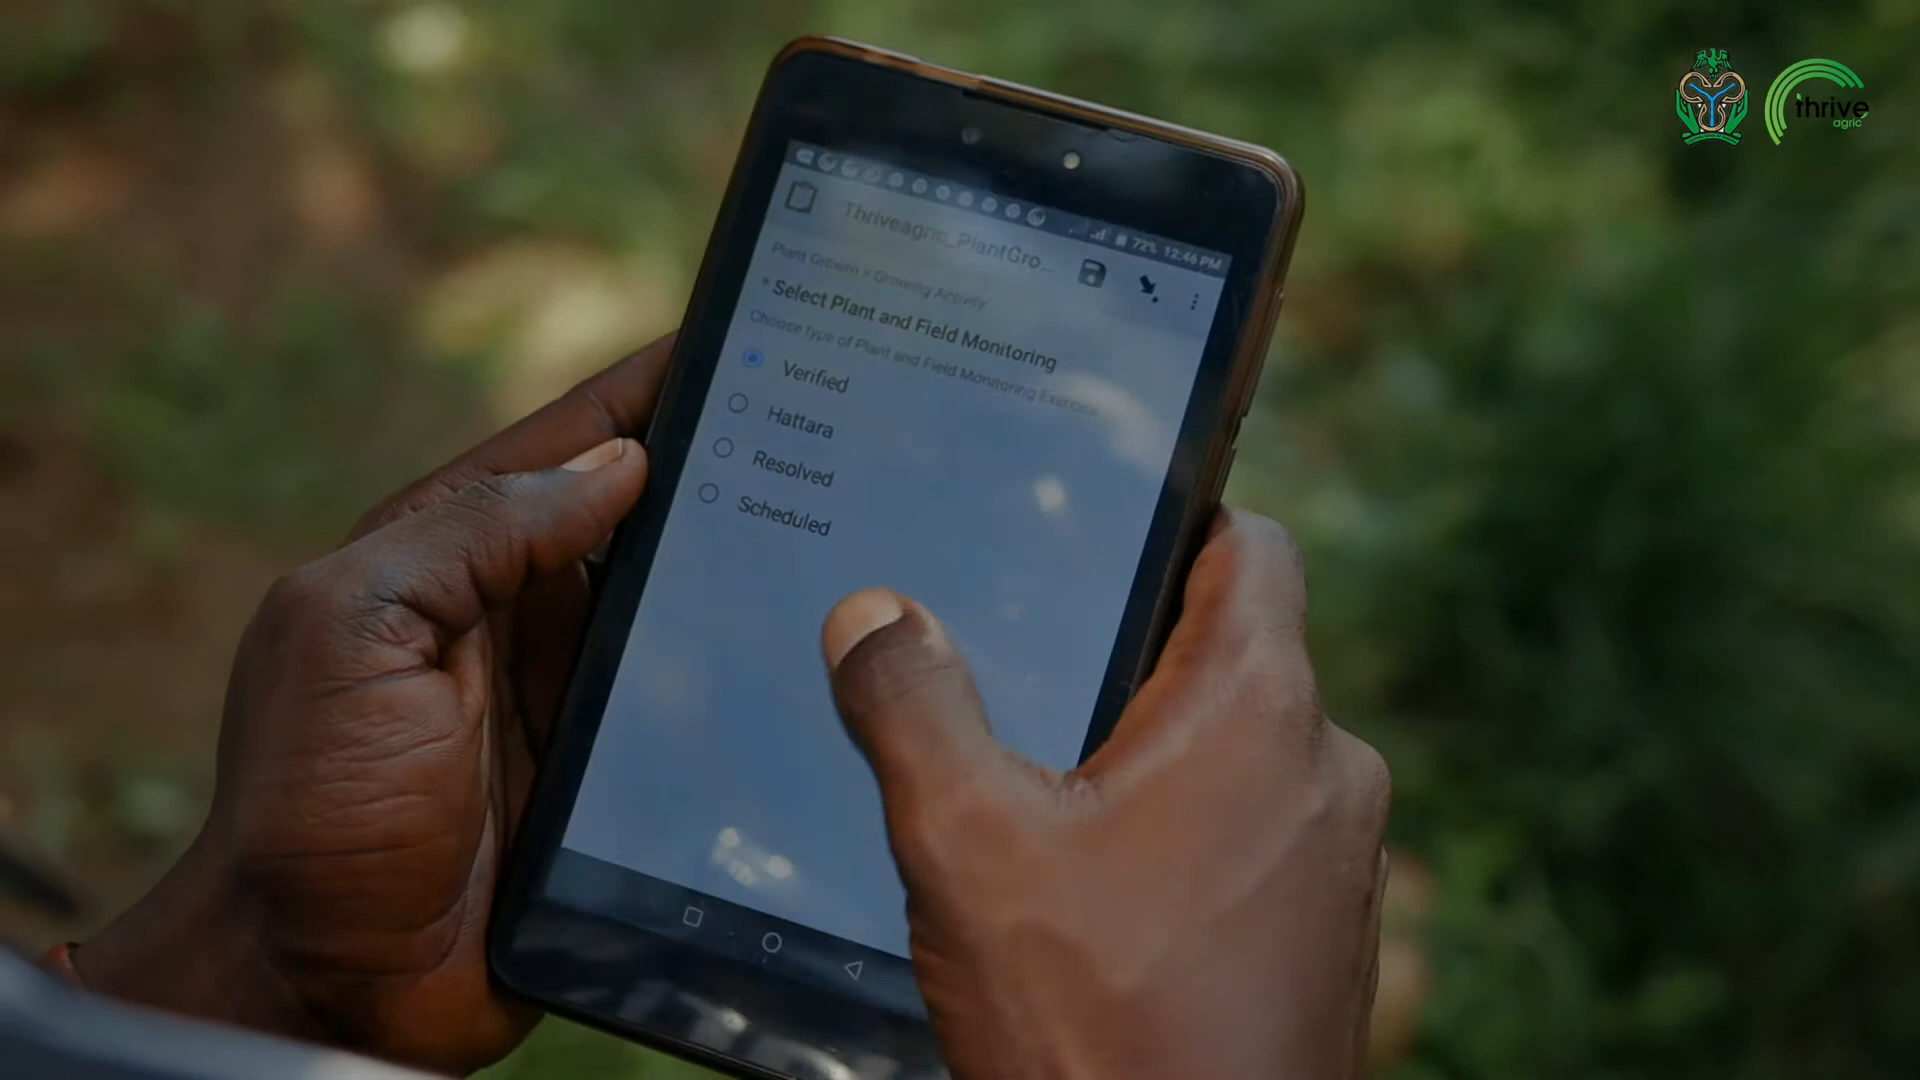 thrive
agric
72% 12:46 PM
Thriveagric_PlantGro...
Plant Growth > Growing Activity
* Select Plant and Field Monitoring
Choose type of Plant and Field Monitoring Exercise
Verified
Hattara
Resolved
Scheduled